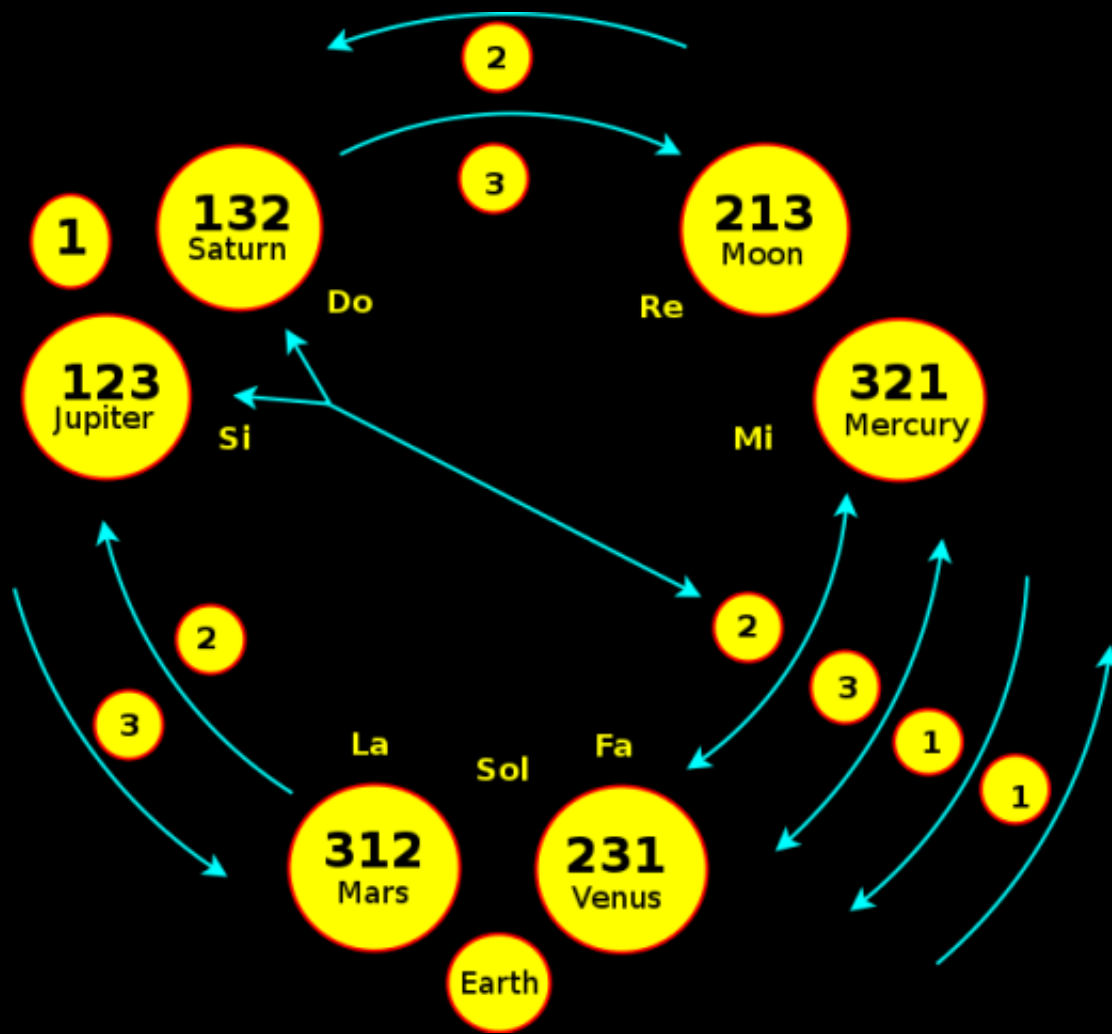 2
3
132
Saturn
213
Moon
1
Do
Re
123
Jupiter
321
Mercury
Si
Mi
2
2
3
3
1
1
La
Sol
Fa
312
Mars
231
Venus
Earth